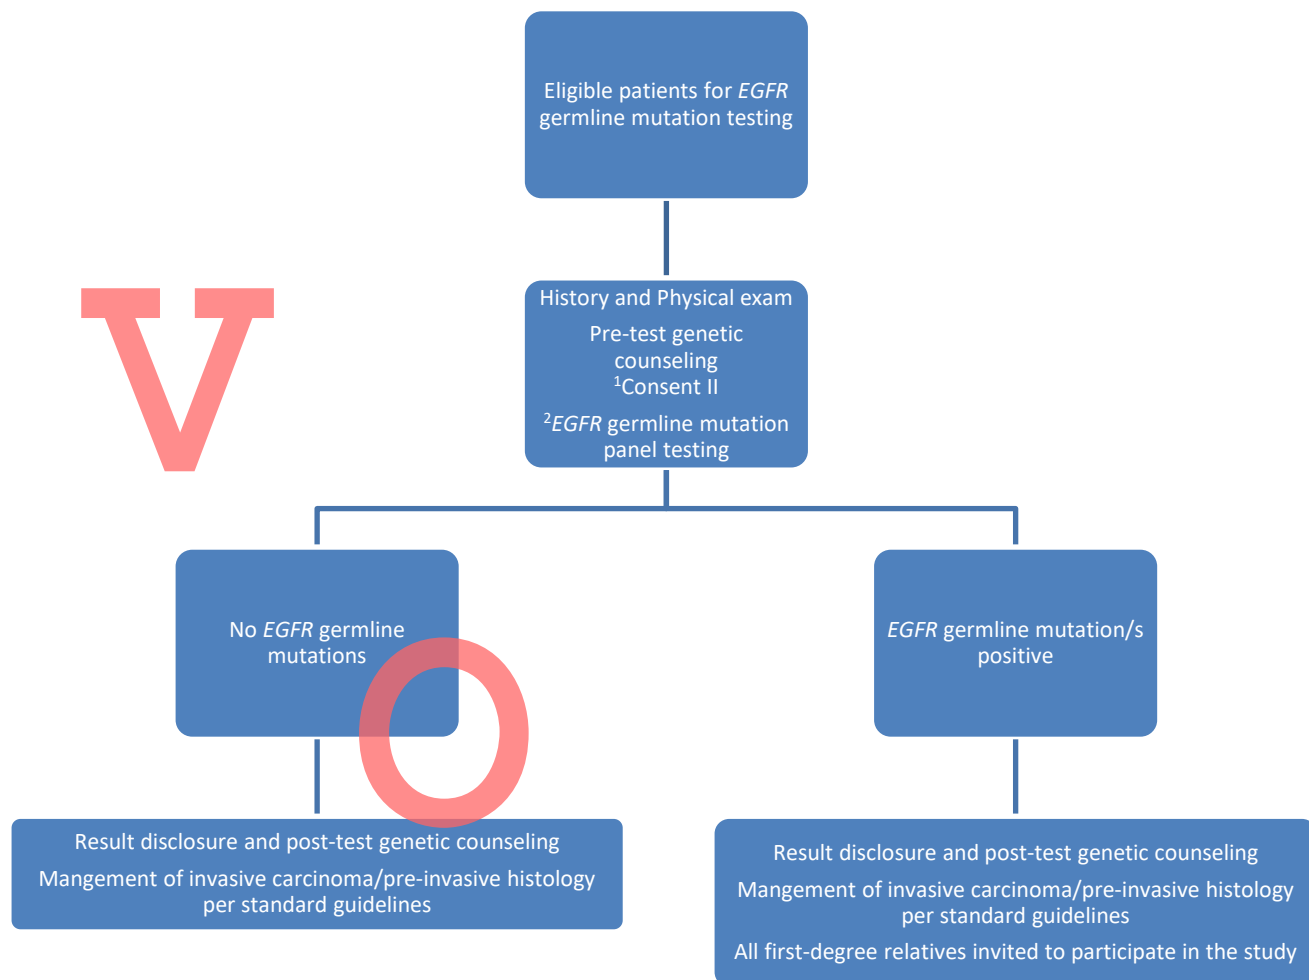 Eligible patients for EGFR
germline mutation testing
History and Physical exam
Pre-test genetic
counseling
¹Consent II
²EGFR germline mutation
panel testing
V
No EGFR germline
mutations
O
EGFR germline mutation/s
positive
Result disclosure and post-test genetic counseling
Mangement of invasive carcinoma/pre-invasive histology
per standard guidelines
Result disclosure and post-test genetic counseling
Mangement of invasive carcinoma/pre-invasive histology
per standard guidelines
All first-degree relatives invited to participate in the study